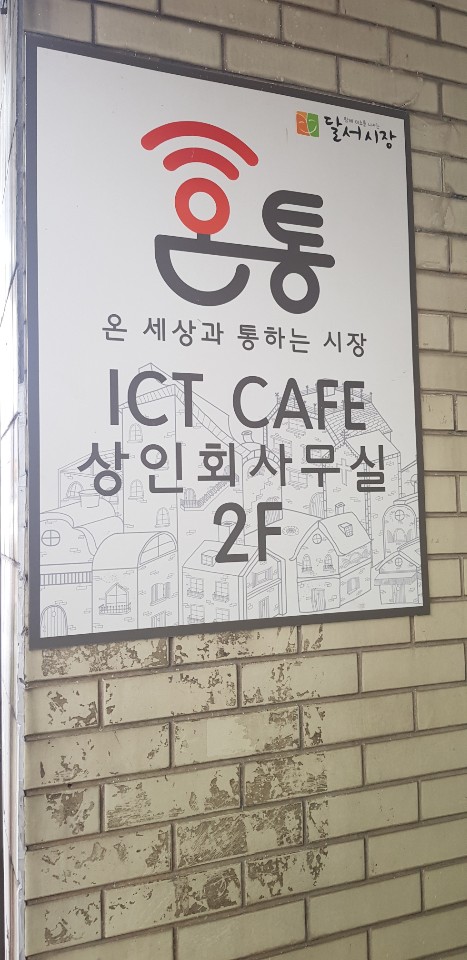 달서시장
온통
온 세상과 통하는 시장
ICT CAFE
상인회사무실
2F